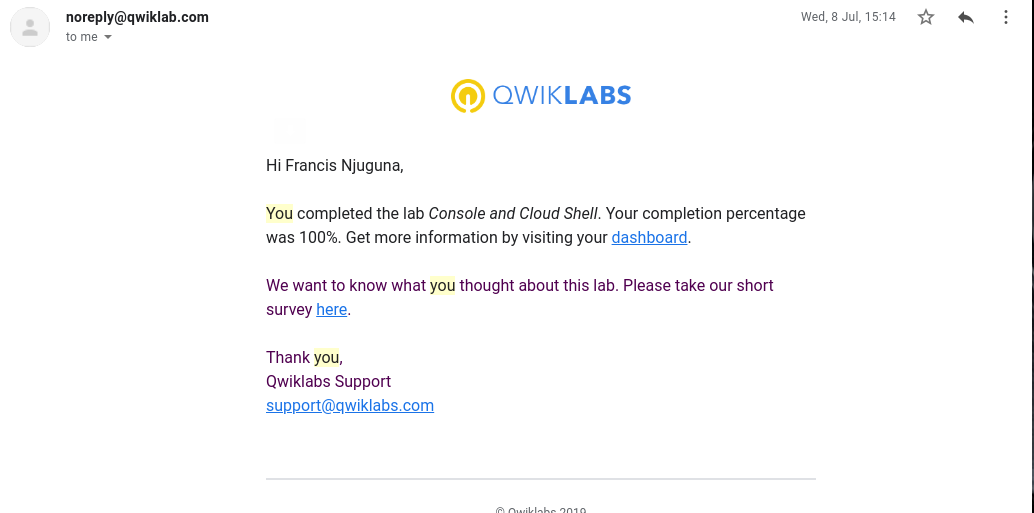 noreply@qwiklab.com
Wed, 8 Jul, 15:14
to me
QWIKLABS
Hi Francis Njuguna,
You completed the lab Console and Cloud Shell. Your completion percentage
was 100%. Get more information by visiting your dashboard.
We want to know what you thought about this lab. Please take our short
survey here.
Thank you,
Qwiklabs Support
support@qwiklabs.com
© Qwiklabs 2019